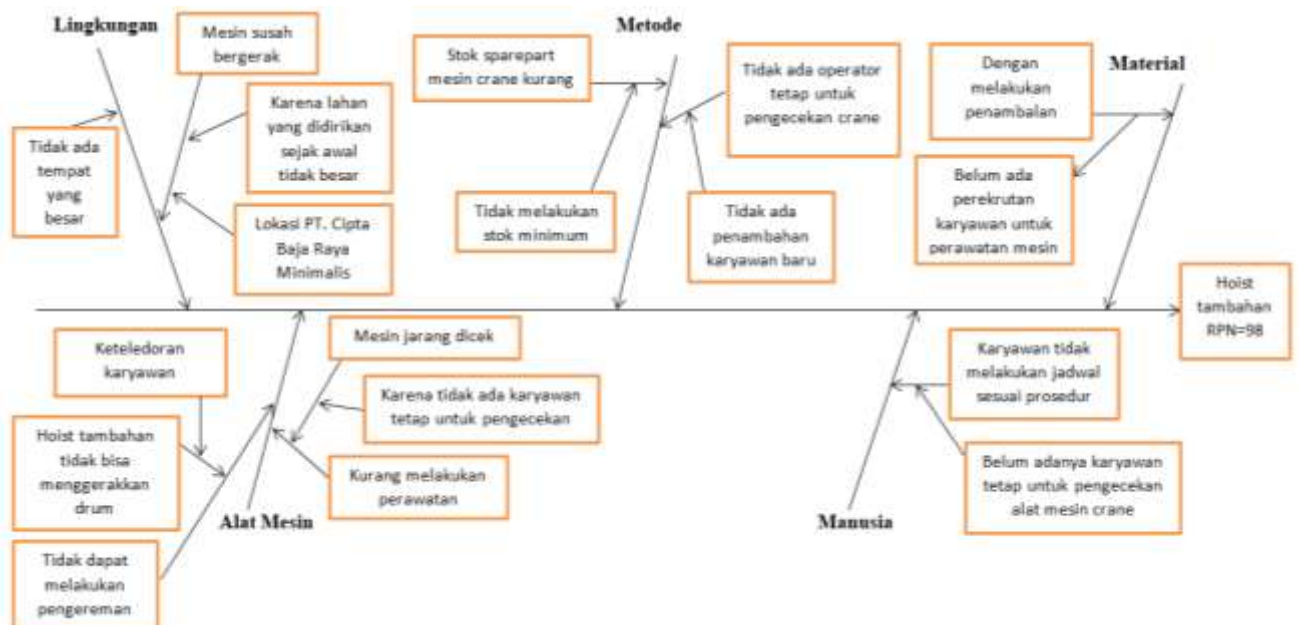 Lingkungan
Mesin susah
bergerak
Karena lahan
yang didirikan
sejak awal
tidak besar
Tidak ada
tempat
yang
besar
Lokasi PT. Cipta
Baja Raya
Minimalis
Metode
Stok sparepart
mesin crane kurang
Tidak ada operator
tetap untuk
pengecekan crane
Tidak melakukan
stok minimum
Tidak ada
penambahan
karyawan baru
Material
Dengan
melakukan
penambalan
Belum ada
perekrutan
karyawan untuk
perawatan mesin
Hoist
tambahan
RPN=98
Keteledoran
karyawan
Mesin jarang dicek
Karena tidak ada karyawan
tetap untuk pengecekan
Hoist tambahan
tidak bisa
menggerakkan
drum
Kurang melakukan
perawatan
Alat Mesin
Tidak dapat
melakukan
pengereman
Karyawan tidak
melakukan jadwal
sesuai prosedur
Belum adanya karyawan
tetap untuk pengecekan
alat mesin crane
Manusia